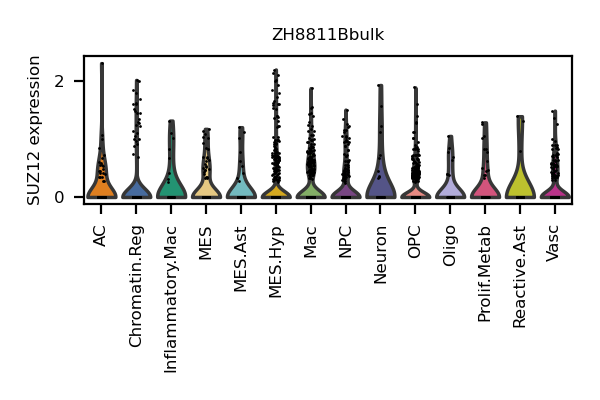 ZH8811Bbulk
SUZ12 expression
2
0
AC
Chromatin.Reg
Inflammatory.Mac
MES
MES.Ast
MES.Hyp
Mac
NPC
Neuron
OPC
Oligo
Prolif.Metab
Reactive.Ast
Vasc